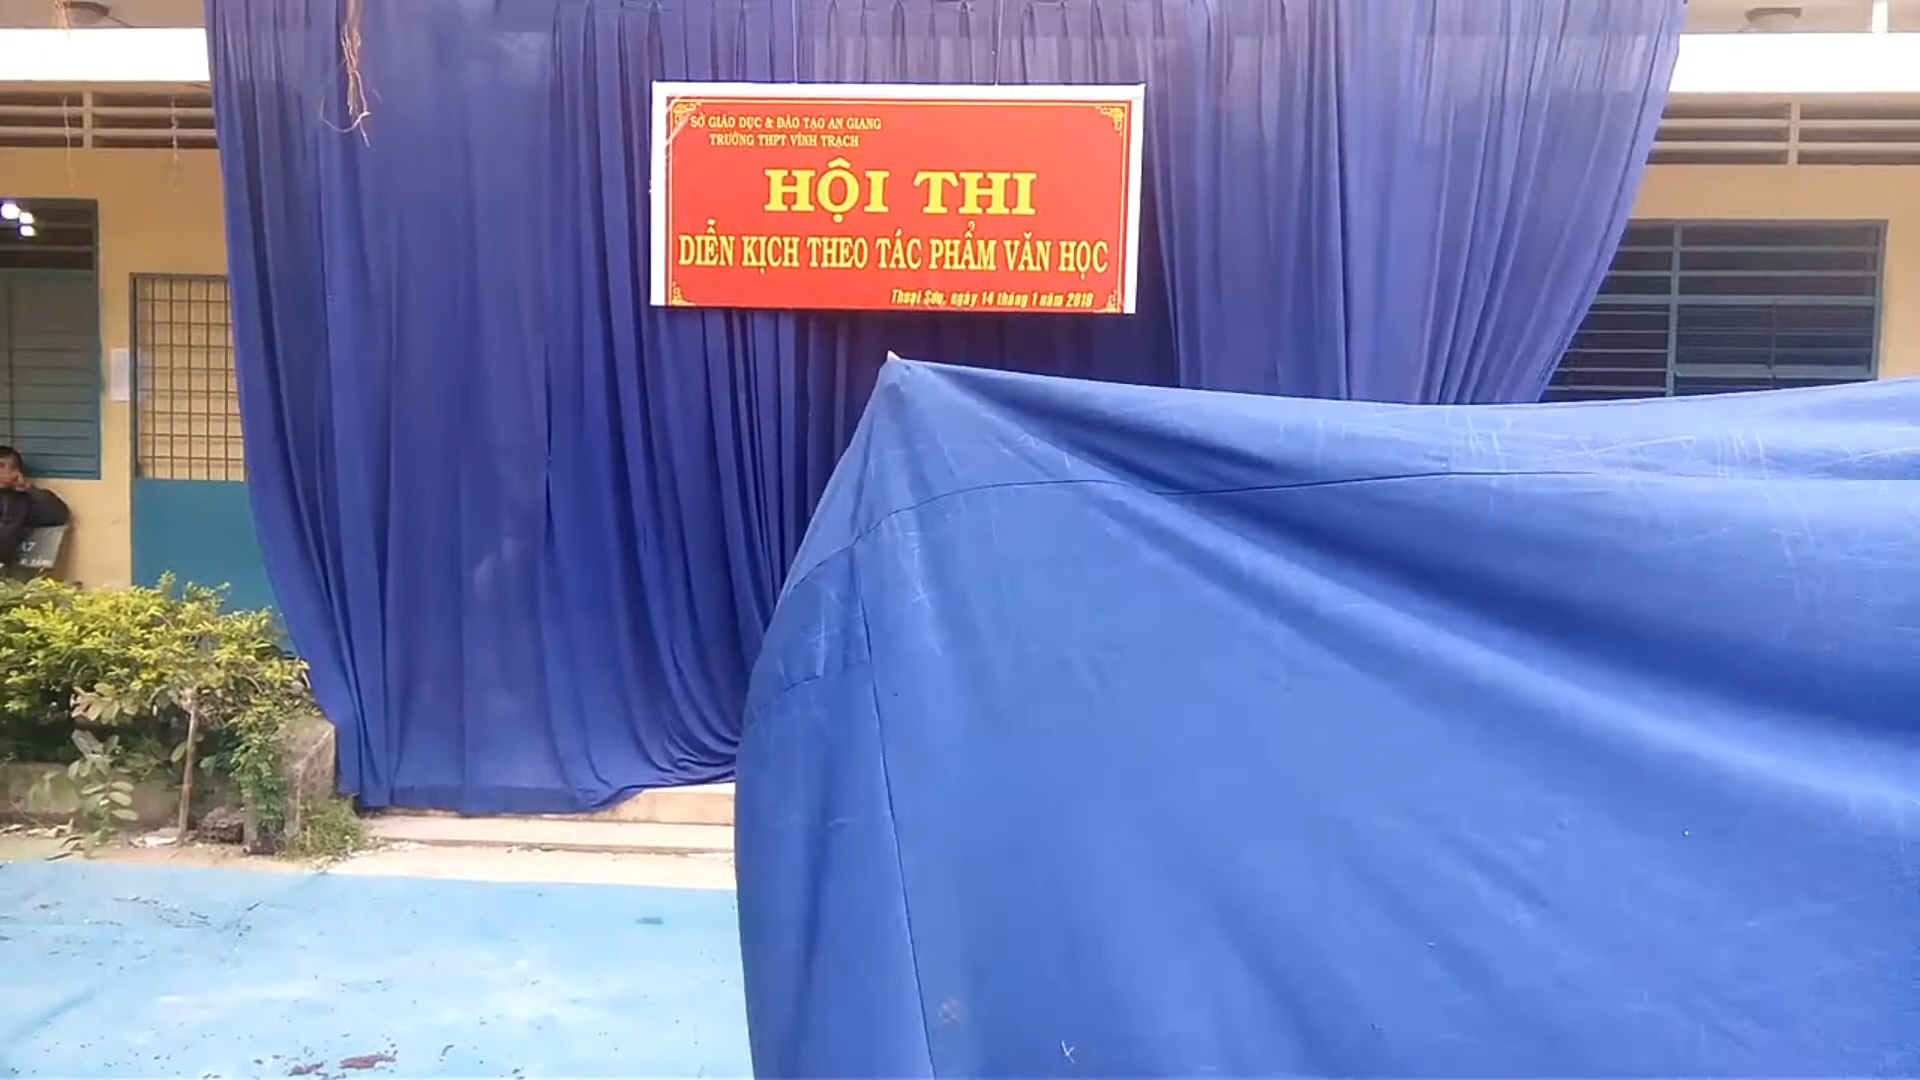 SỞ GIÁO DỤC & ĐÀO TẠO AN GIANG
TRƯỜNG THPT VĨNH TRẠCH
HỘI THI
DIỄN KỊCH THEO TÁC PHẨM VĂN HỌC
Thoại Sơn, ngày 14 tháng 1 năm 2018
A7